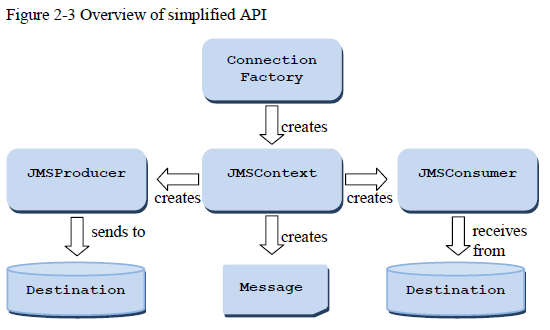 Figure 2-3 Overview of simplified API
Connection
Factory
creates
JMSProducer
JMSContext
JMSConsumer
creates
creates
sends to
creates
receives
from
Destination
Message
Destination